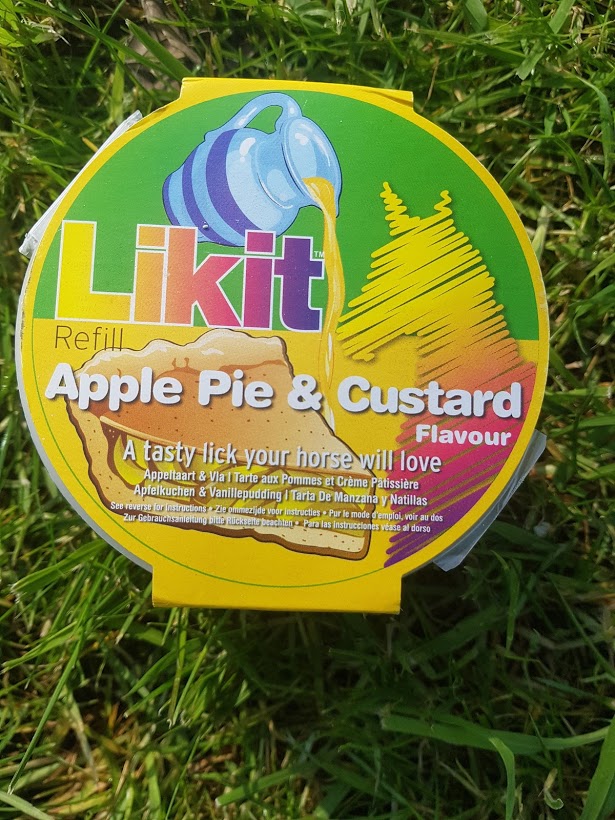 Likit™
Refill
Apple Pie & Custard
Flavour
A tasty lick your horse will love
Appeltaart & Vla | Tarte aux Pommes et Crème Pâtissière
Apfelkuchen & Vanillepudding | Tarta De Manzana y Natillas
See reverse for Instructions • Zie ommezijde voor instructies • Pur le mode d'emploi, voir au dos
Zur Gebrauchsanleitung bitte Rückseite beachten • Para las instrucciones véase al dorso